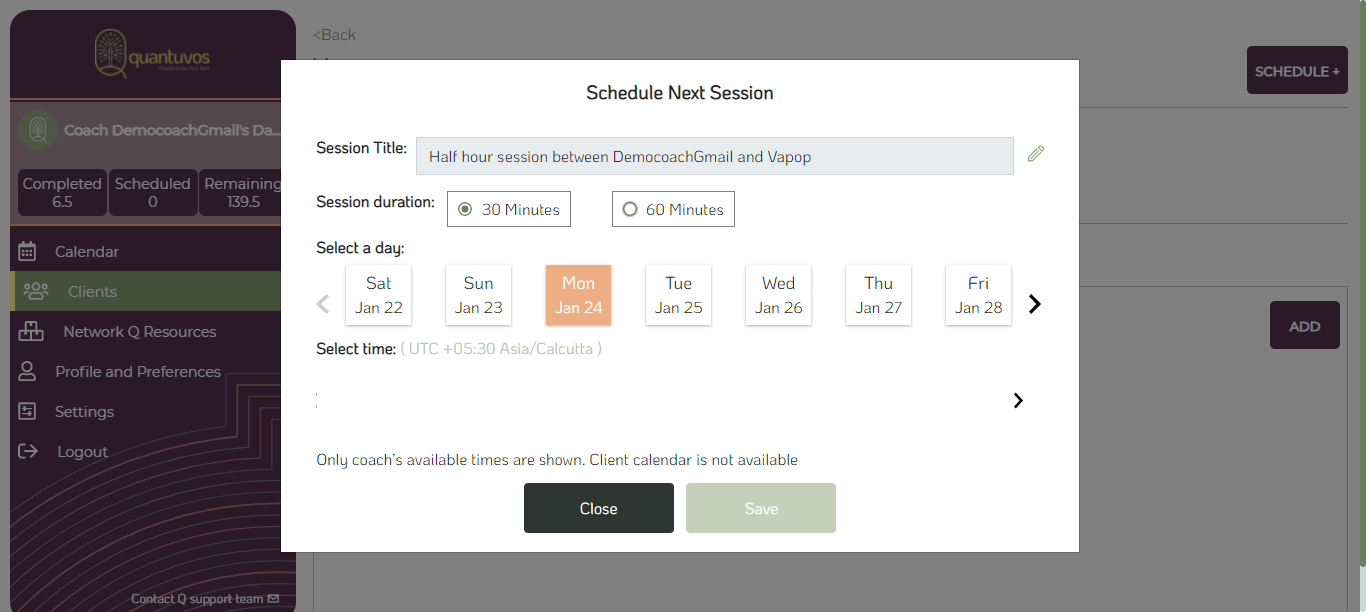 quantuvos
<Back
SCHEDULE +
Coach DemocoachGmail's Da...
Completed
6.5
Scheduled
0
Remaining
139.5
Calendar
Clients
Network Q Resources
Profile and Preferences
Settings
Logout
Contact Q support team
Schedule Next Session
Session Title: Half hour session between DemocoachGmail and Vapop
Session duration: 30 Minutes 60 Minutes
Select a day:
Sat Sun Mon Tue Wed Thu Fri
Jan 22 Jan 23 Jan 24 Jan 25 Jan 26 Jan 27 Jan 28
Select time: ( UTC +05:30 Asia/Calcutta )
Only coach's available times are shown. Client calendar is not available
Close Save
ADD